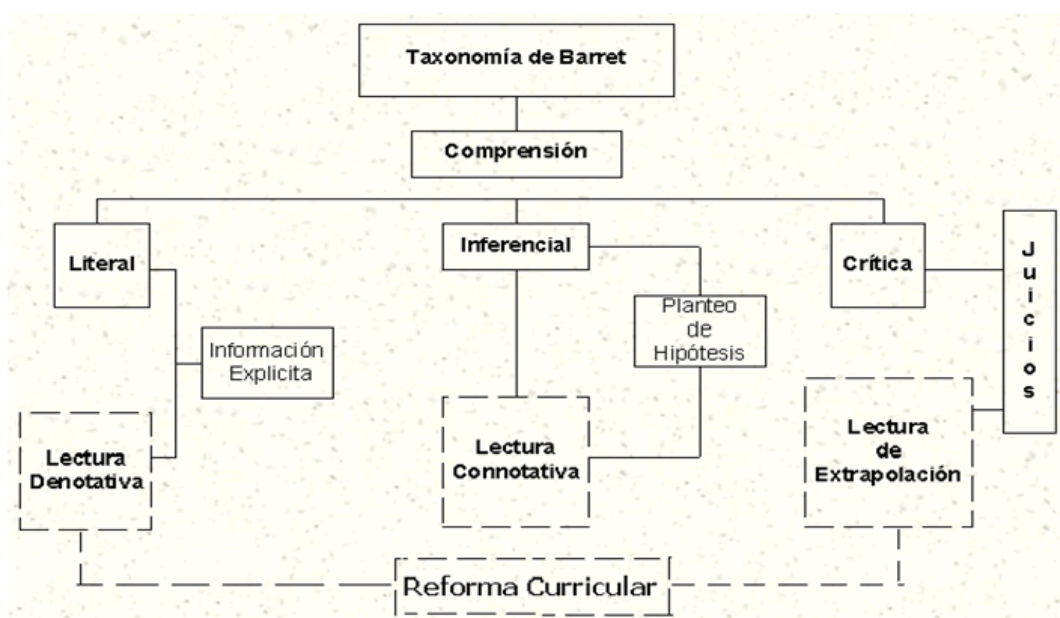 Taxonomía de Barret
Comprensión
Literal
Inferencial
Crítica
Juicios
Información
Explicita
Planteo
de
Hipótesis
Lectura
Denotativa
Lectura
Connotativa
Lectura
de
Extrapolación
Reforma Curricular